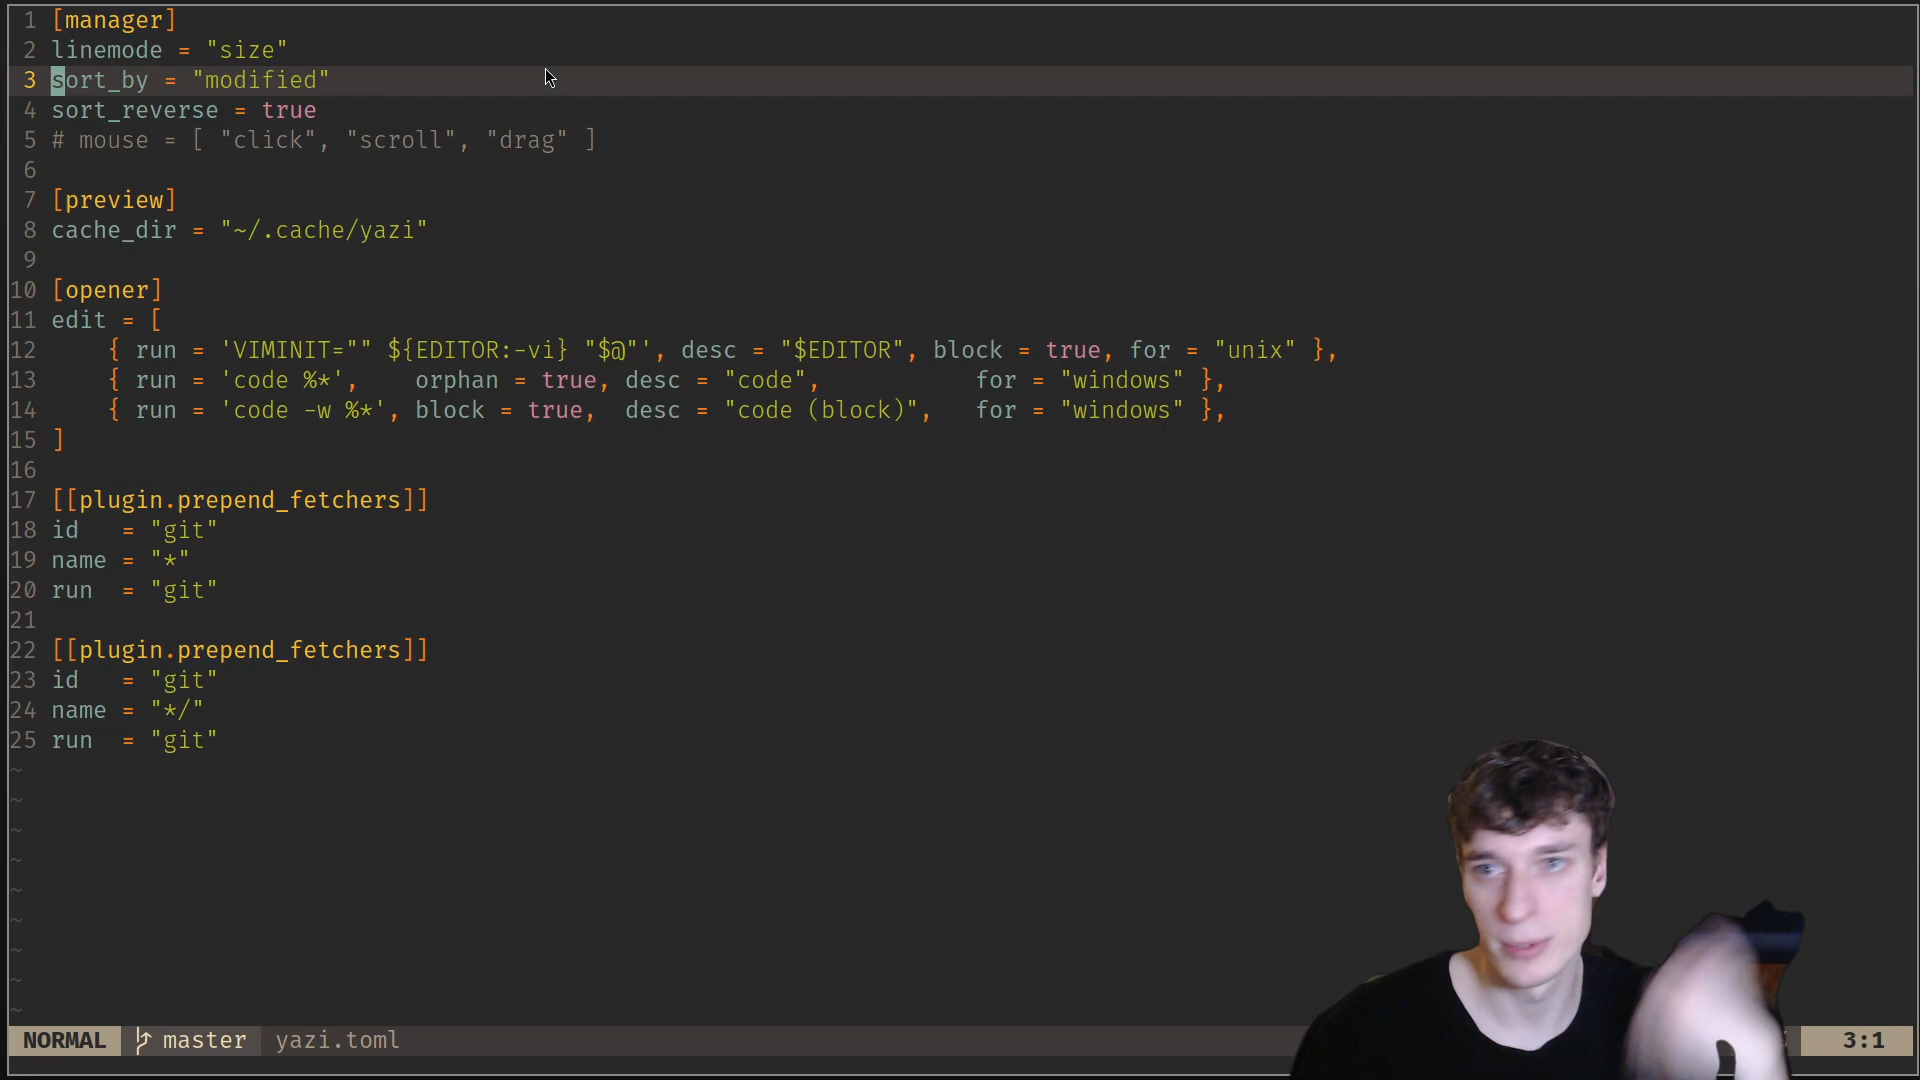 1 [manager]
2 linemode = "size"
3 sort_by = "modified"
4 sort_reverse = true
5 # mouse = [ "click", "scroll", "drag" ]
6
7 [preview]
8 cache_dir = "~/.cache/yazi"
9
10 [opener]
11 edit = [
12     { run = 'VIMINIT="" ${EDITOR:-vi} "$@"', desc = "$EDITOR", block = true, for = "unix" },
13     { run = 'code %*',    orphan = true, desc = "code",           for = "windows" },
14     { run = 'code -w %*', block = true,  desc = "code (block)",   for = "windows" },
15 ]
16
17 [[plugin.prepend_fetchers]]
18 id   = "git"
19 name = "*"
20 run  = "git"
21
22 [[plugin.prepend_fetchers]]
23 id   = "git"
24 name = "*/"
25 run  = "git"
~
~
~
~
~
~
~
~
~
NORMAL master yazi.toml 3:1